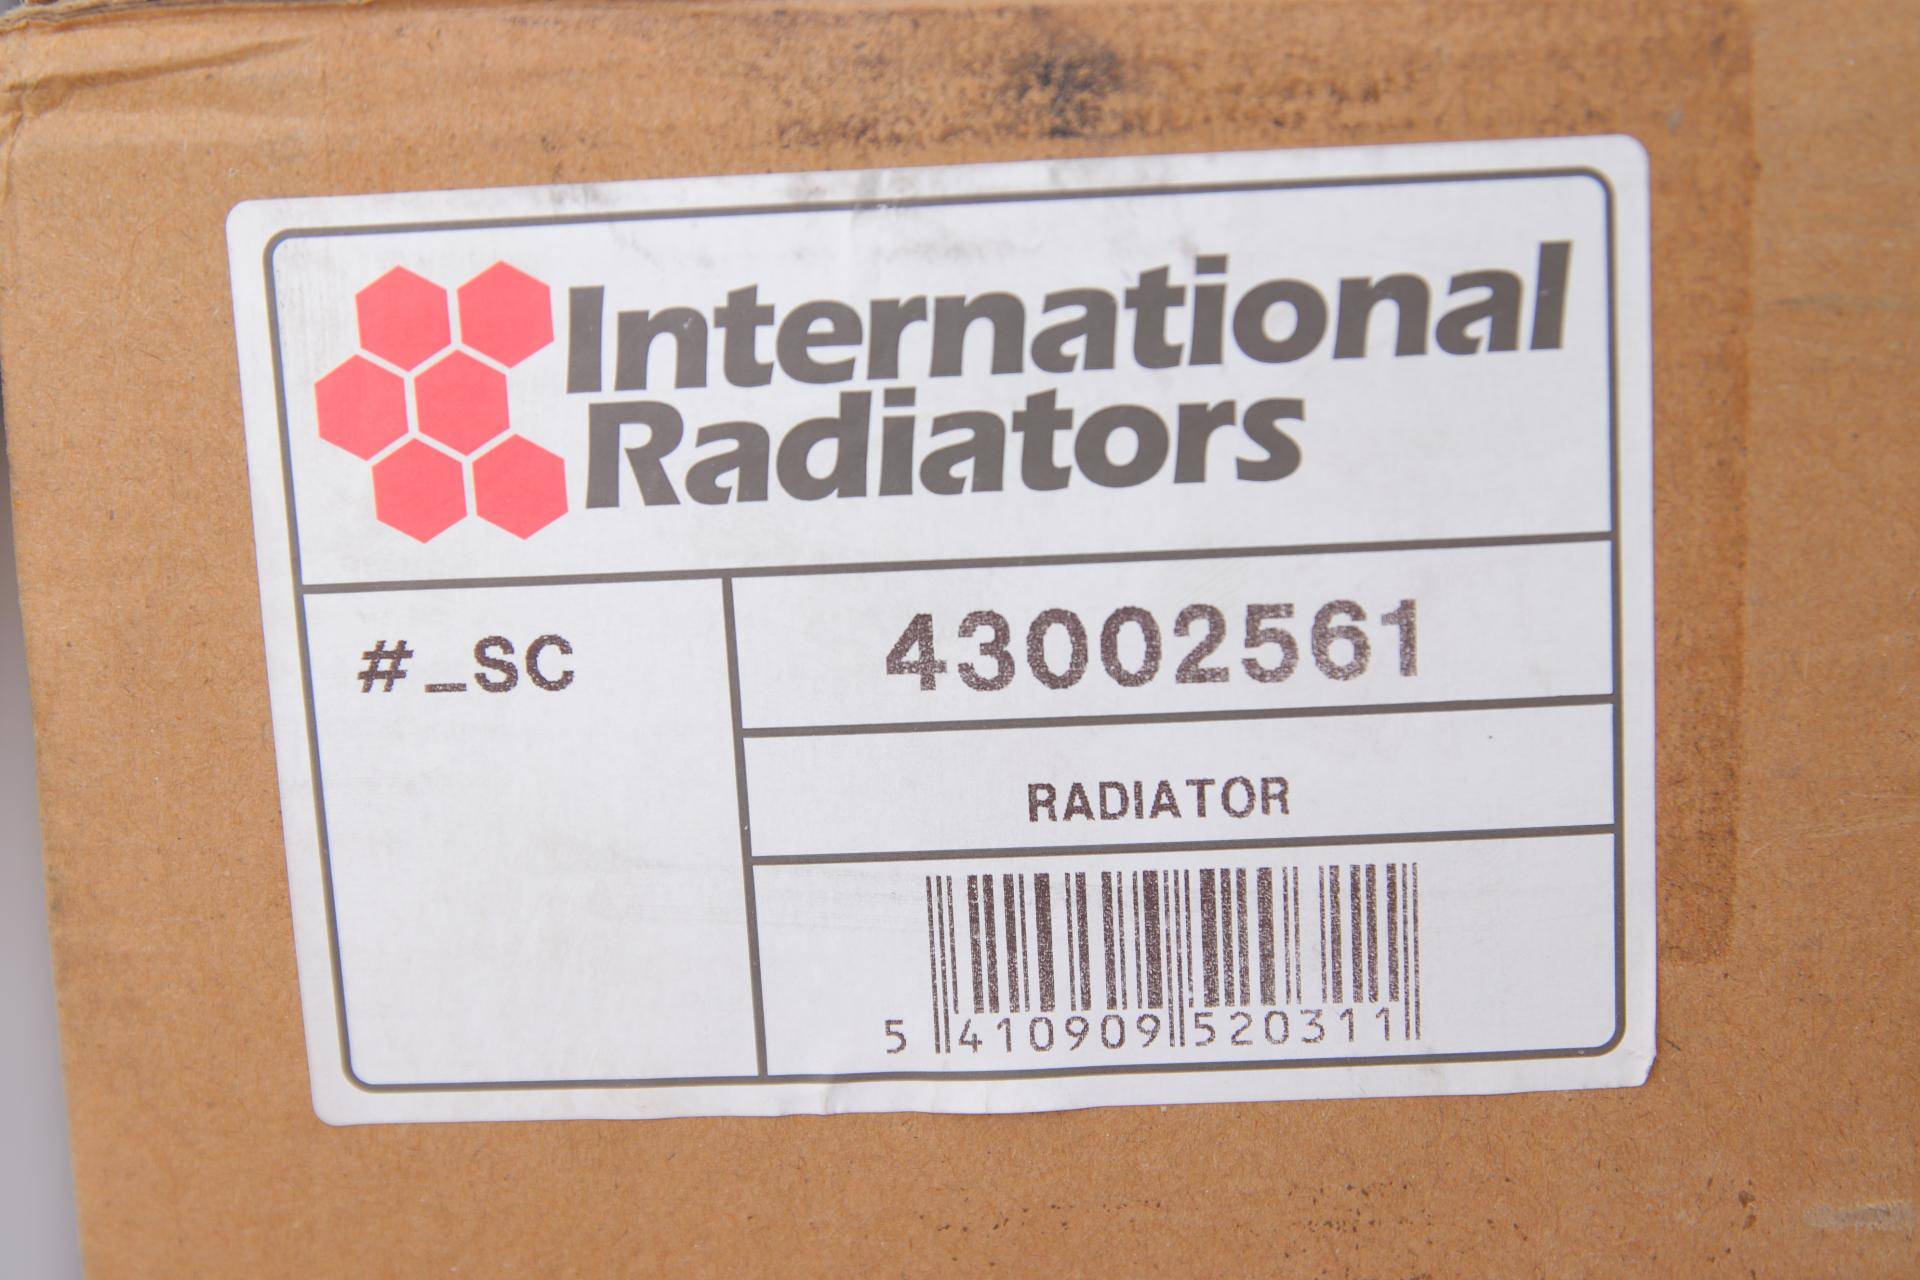 International
Radiators
#_SC
43002561
RADIATOR
5 410909 520311